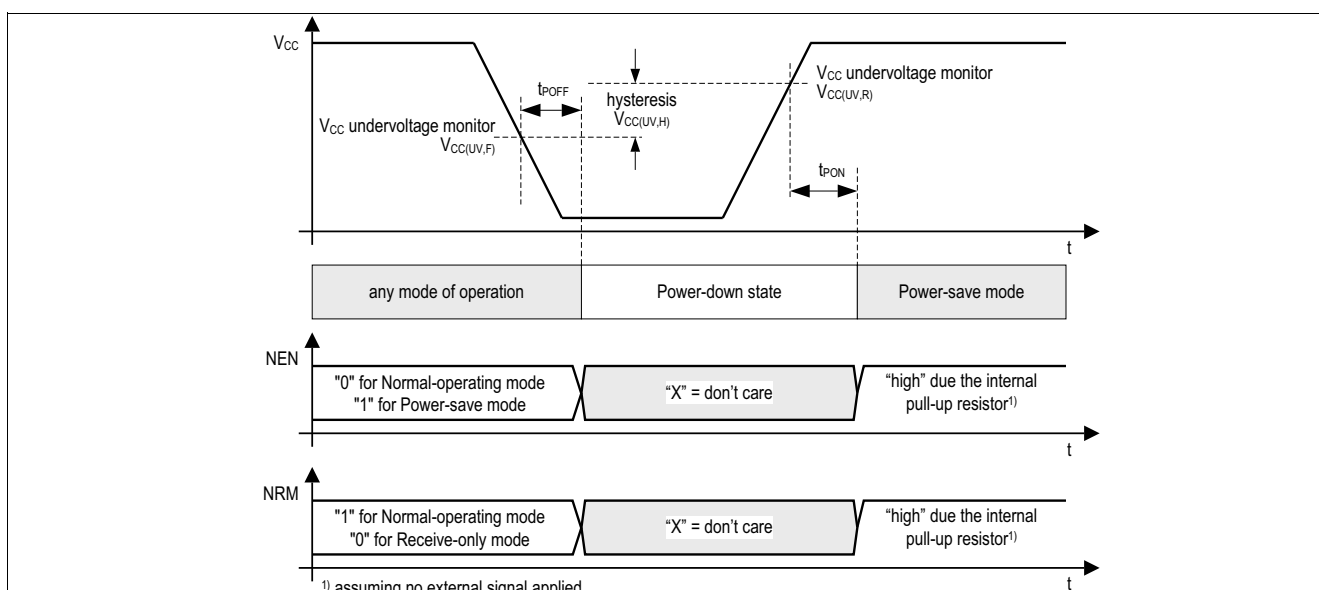 VCC
tPOFF
hysteresis
VCC(UV,H)
VCC undervoltage monitor
VCC(UV,R)
VCC undervoltage monitor
VCC(UV,F)
tPON
t
any mode of operation
Power-down state
Power-save mode
NEN
"0" for Normal-operating mode
"1" for Power-save mode
“X” = don’t care
“high” due the internal
pull-up resistor1)
t
NRM
"1" for Normal-operating mode
"0" for Receive-only mode
“X” = don’t care
“high” due the internal
pull-up resistor1)
1) assuming no external signal applied
t